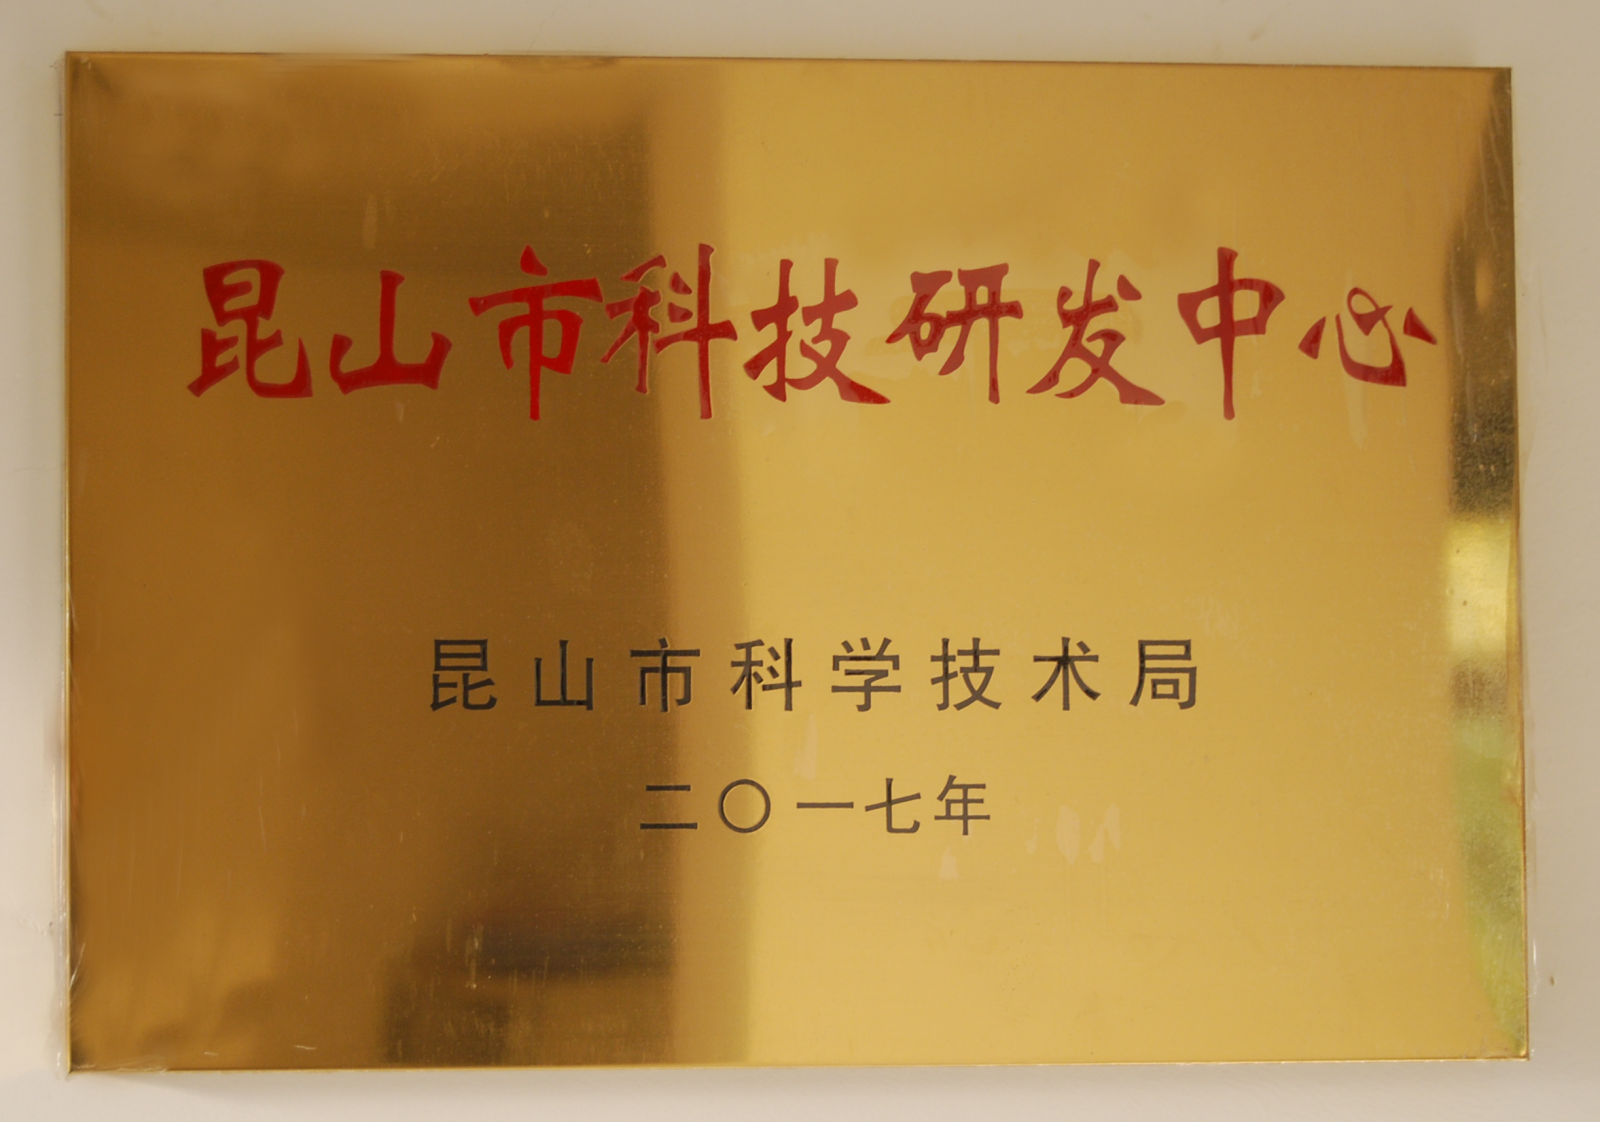 昆山市科技研发中心
昆山市科学技术局
二〇一七年